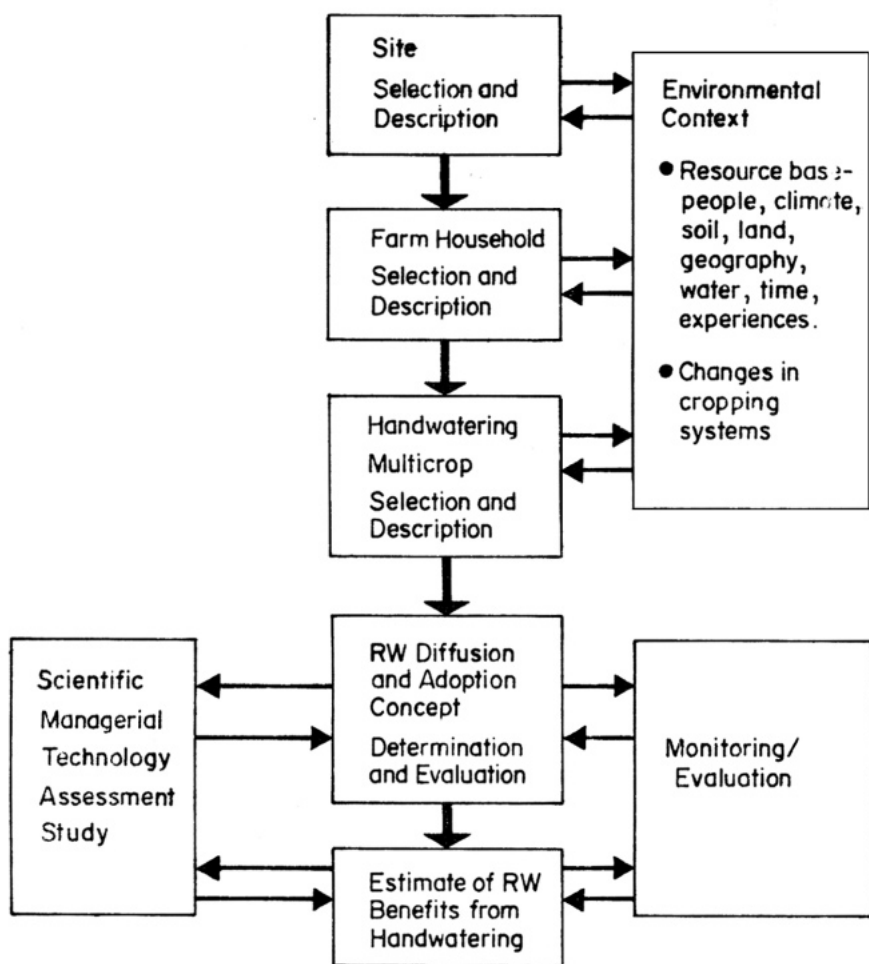 Site
Selection and
Description
Environmental
Context
● Resource base-
people, climate,
soil, land,
geography,
water, time,
experiences.
● Changes in
cropping
systems
Farm Household
Selection and
Description
Handwatering
Multicrop
Selection and
Description
RW Diffusion
and Adoption
Concept
Determination
and Evaluation
Scientific
Managerial
Technology
Assessment
Study
Monitoring/
Evaluation
Estimate of RW
Benefits from
Handwatering